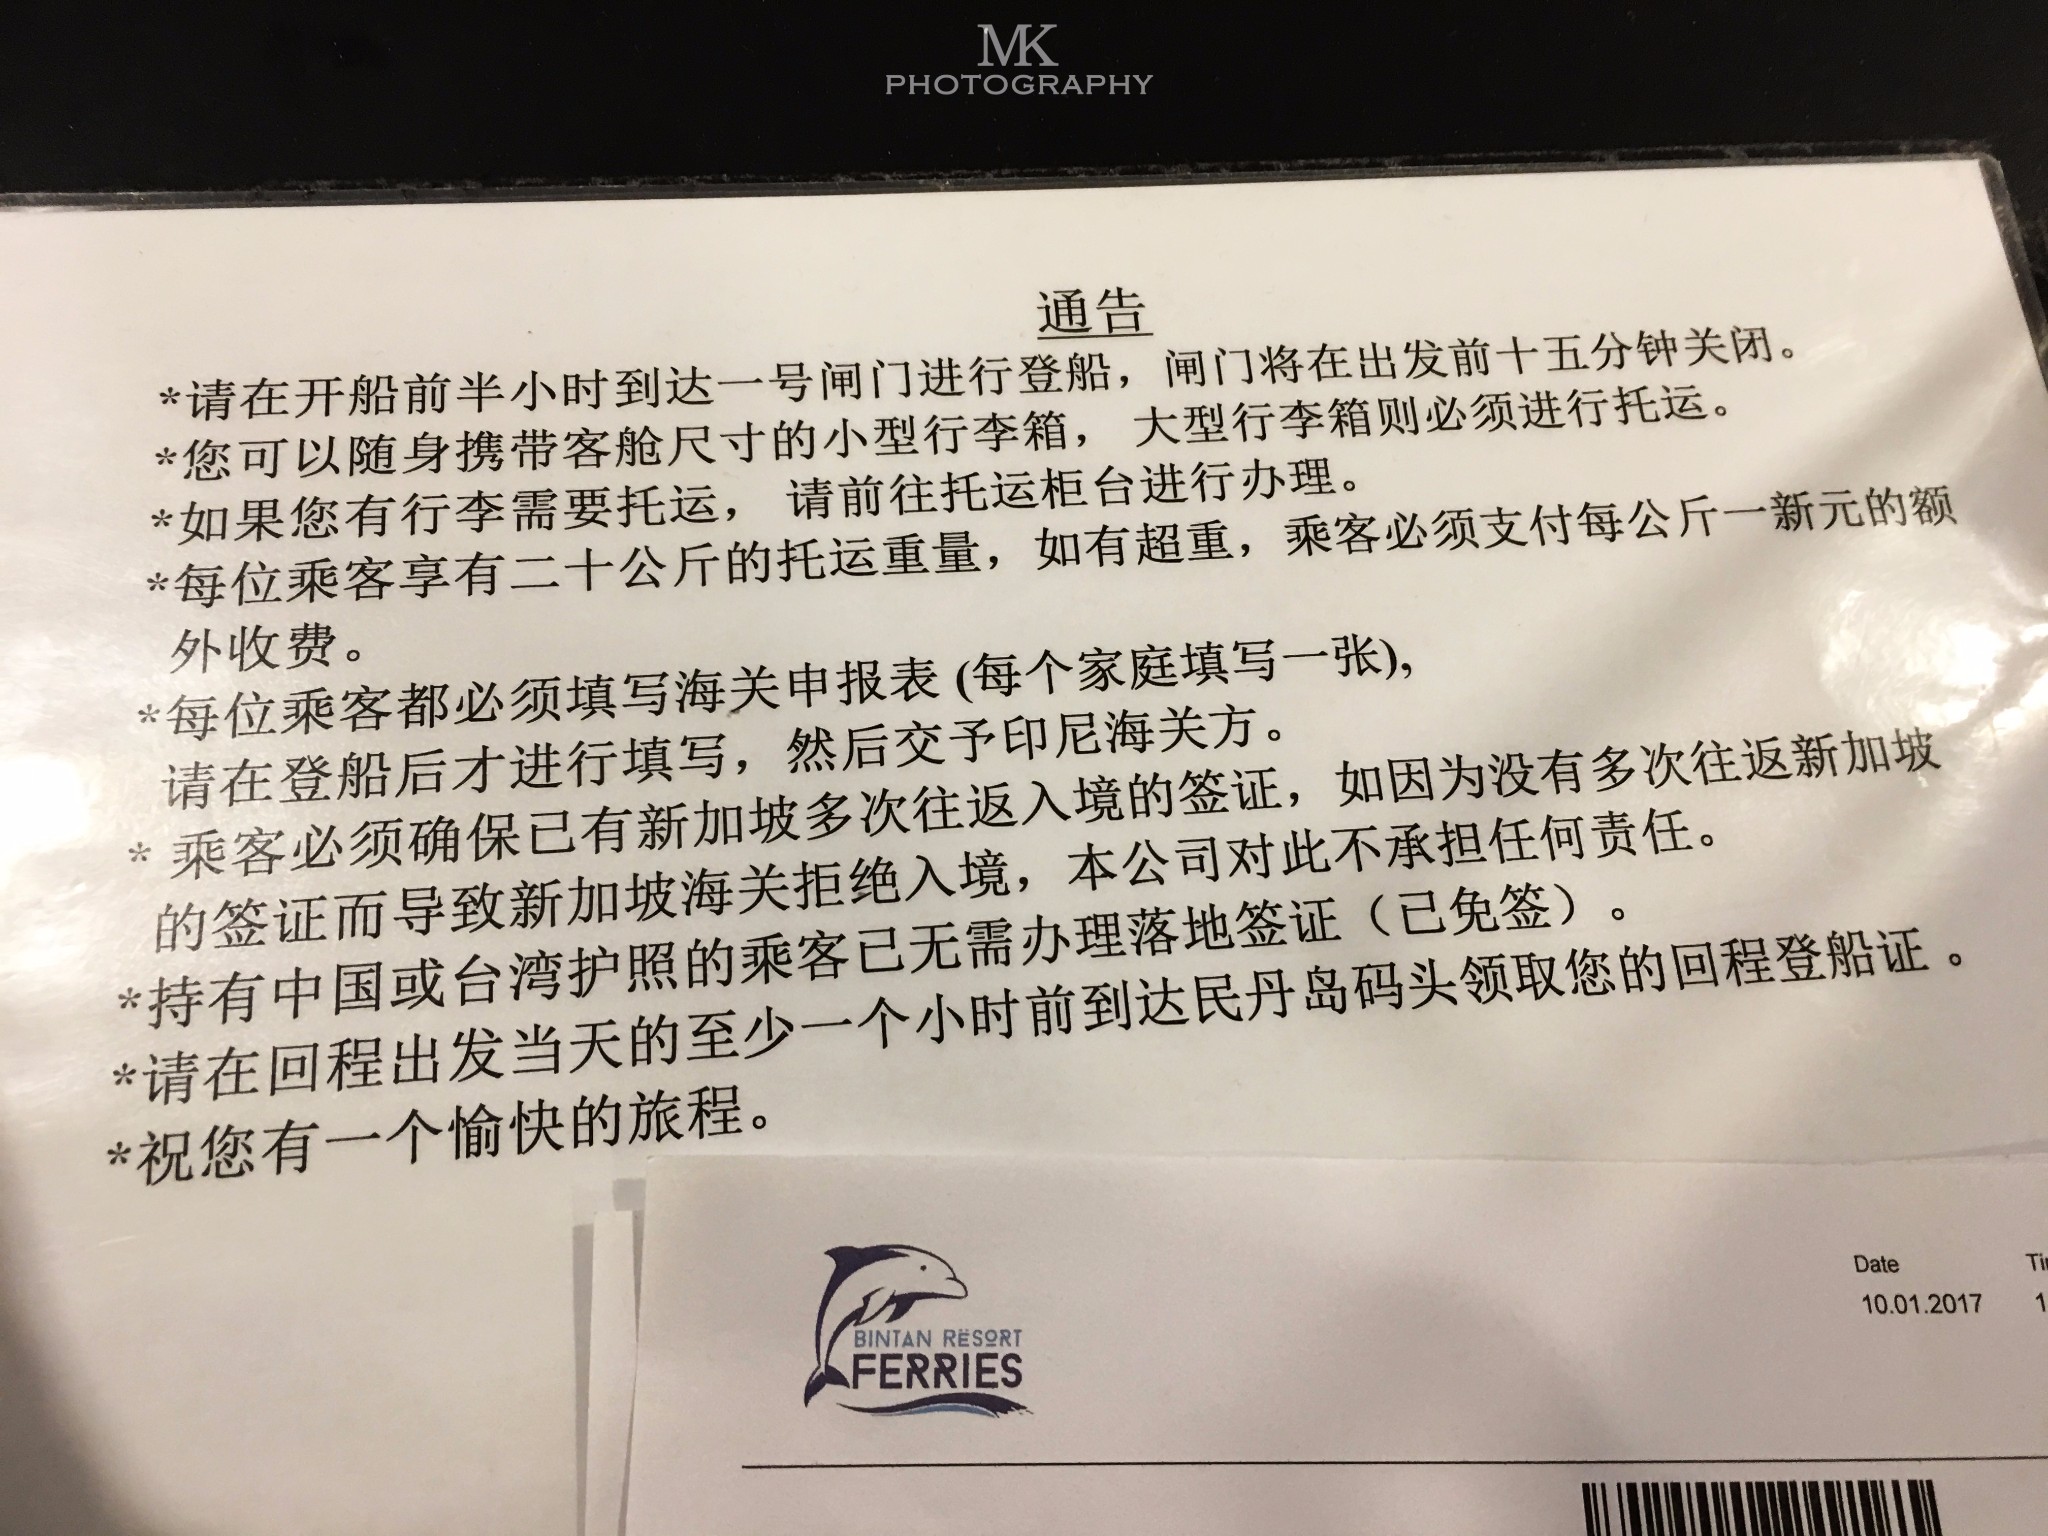 MK
PHOTOGRAPHY
通告
*请在开船前半小时到达一号闸门进行登船，闸门将在出发前十五分钟关闭。
*您可以随身携带客舱尺寸的小型行李箱， 大型行李箱则必须进行托运。
*如果您有行李需要托运， 请前往托运柜台进行办理。
*每位乘客享有二十公斤的托运重量，如有超重，乘客必须支付每公斤一新元的额
外收费。
*每位乘客都必须填写海关申报表 (每个家庭填写一张),
请在登船后才进行填写，然后交予印尼海关方。
* 乘客必须确保已有新加坡多次往返入境的签证，如因为没有多次往返新加坡
的签证而导致新加坡海关拒绝入境，本公司对此不承担任何责任。
*持有中国或台湾护照的乘客已无需办理落地签证（已免签）。
*请在回程出发当天的至少一个小时前到达民丹岛码头领取您的回程登船证 。
*祝您有一个愉快的旅程。
BINTAN RESORT
FERRIES
Date
10.01.2017